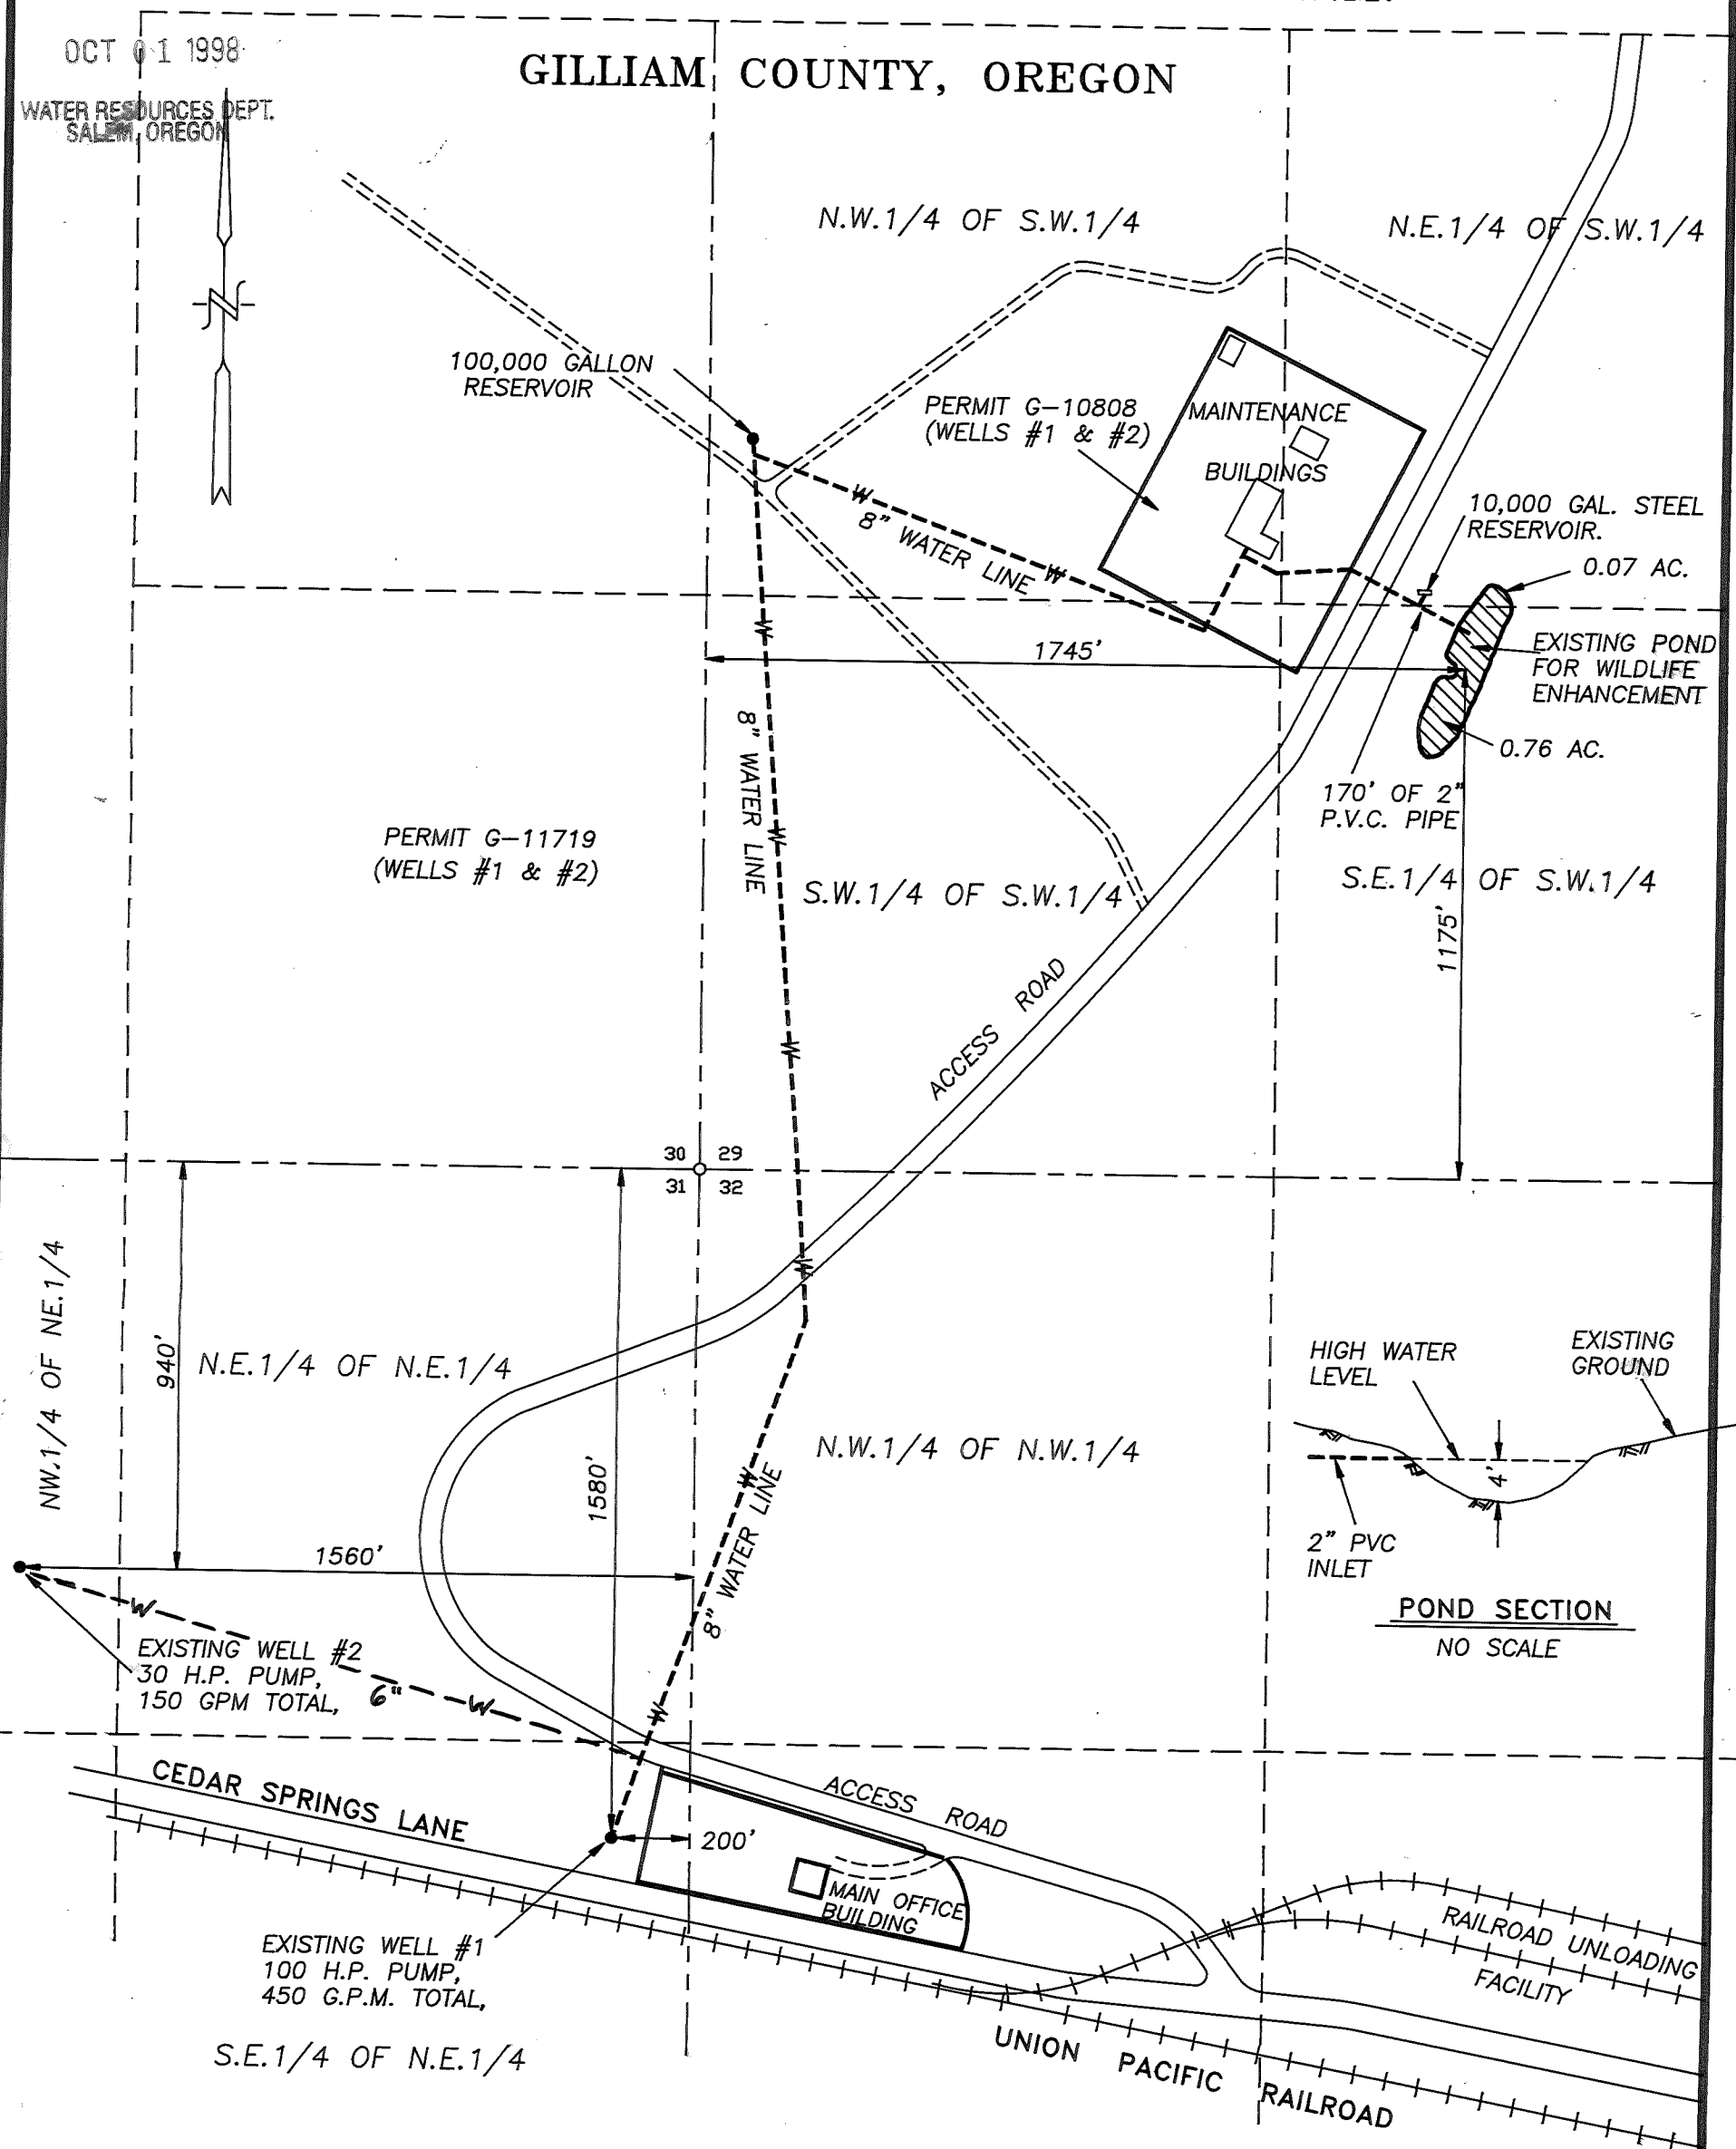 OCT 01 1998
WATER RESOURCES DEPT.
SALEM, OREGON
GILLIAM COUNTY, OREGON
N
N.W.1/4 OF S.W.1/4
N.E.1/4 OF S.W.1/4
100,000 GALLON
RESERVOIR
PERMIT G-10808
(WELLS #1 & #2)
MAINTENANCE
BUILDINGS
W
8" WATER LINE
W
10,000 GAL. STEEL
RESERVOIR.
0.07 AC.
EXISTING POND
FOR WILDLIFE
ENHANCEMENT
0.76 AC.
1745'
170' OF 2"
P.V.C. PIPE
W
8" WATER LINE
W
W
W
PERMIT G-11719
(WELLS #1 & #2)
S.W.1/4 OF S.W.1/4
S.E.1/4 OF S.W.1/4
1175'
ACCESS ROAD
30 29
31 32
NW.1/4 OF NE.1/4
940'
N.E.1/4 OF N.E.1/4
1580'
N.W.1/4 OF N.W.1/4
HIGH WATER
LEVEL
EXISTING
GROUND
4'
2" PVC
INLET
POND SECTION
NO SCALE
1560'
W
8" WATER LINE
W
W
EXISTING WELL #2
30 H.P. PUMP,
150 GPM TOTAL,
6"
W
CEDAR SPRINGS LANE
ACCESS ROAD
200'
MAIN OFFICE
BUILDING
EXISTING WELL #1
100 H.P. PUMP,
450 G.P.M. TOTAL,
RAILROAD UNLOADING
FACILITY
S.E.1/4 OF N.E.1/4
UNION PACIFIC RAILROAD